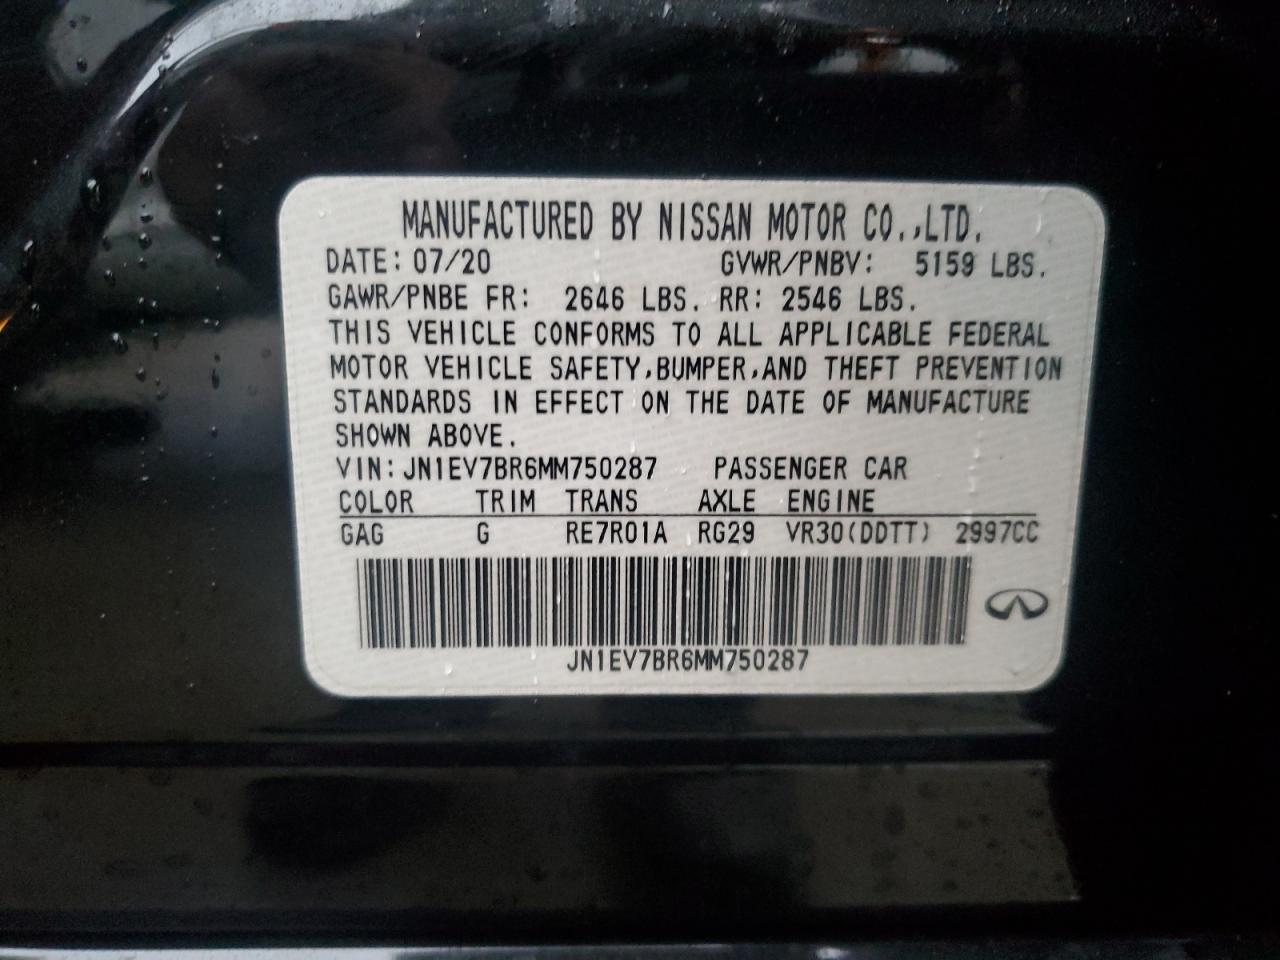 MANUFACTURED BY NISSAN MOTOR CO.,LTD.
DATE: 07/20 GVWR/PNBV: 5159 LBS.
GAWR/PNBE FR: 2646 LBS. RR: 2546 LBS.
THIS VEHICLE CONFORMS TO ALL APPLICABLE FEDERAL
MOTOR VEHICLE SAFETY,BUMPER,AND THEFT PREVENTION
STANDARDS IN EFFECT ON THE DATE OF MANUFACTURE
SHOWN ABOVE.
VIN:JN1EV7BR6MM750287 PASSENGER CAR
COLOR TRIM TRANS AXLE ENGINE
GAG G RE7R01A RG29 VR30(DDTT) 2997CC
JN1EV7BR6MM750287